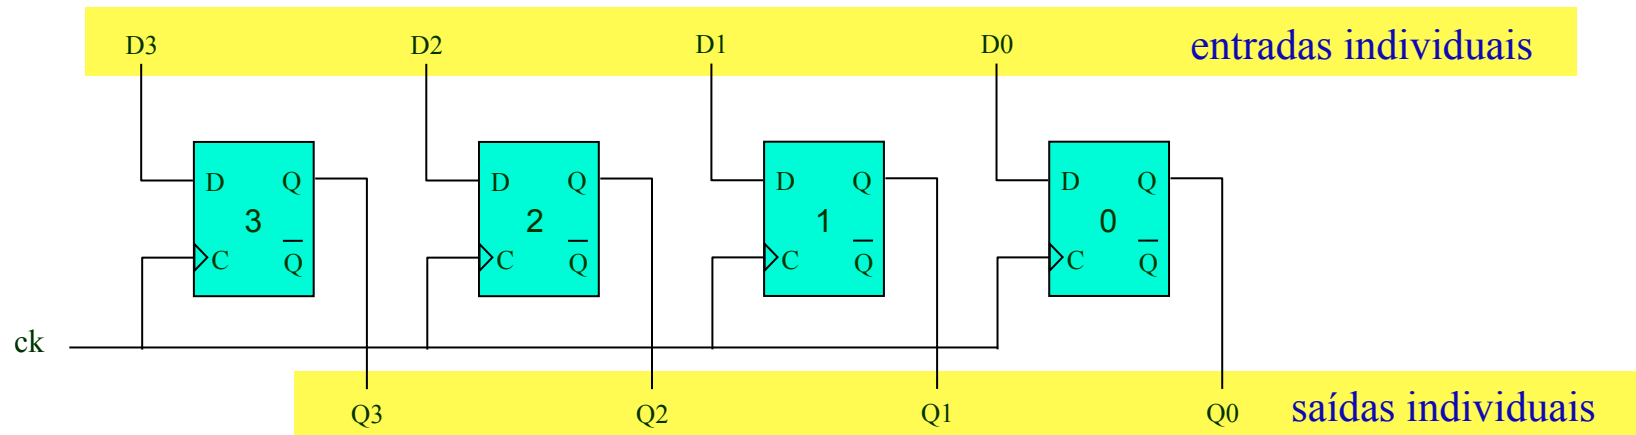 D3 D2 D1 D0 entradas individuais
D Q D Q D Q D Q
3 2 1 0
C Q̅ C Q̅ C Q̅ C Q̅
ck
Q3 Q2 Q1 Q0 saídas individuais